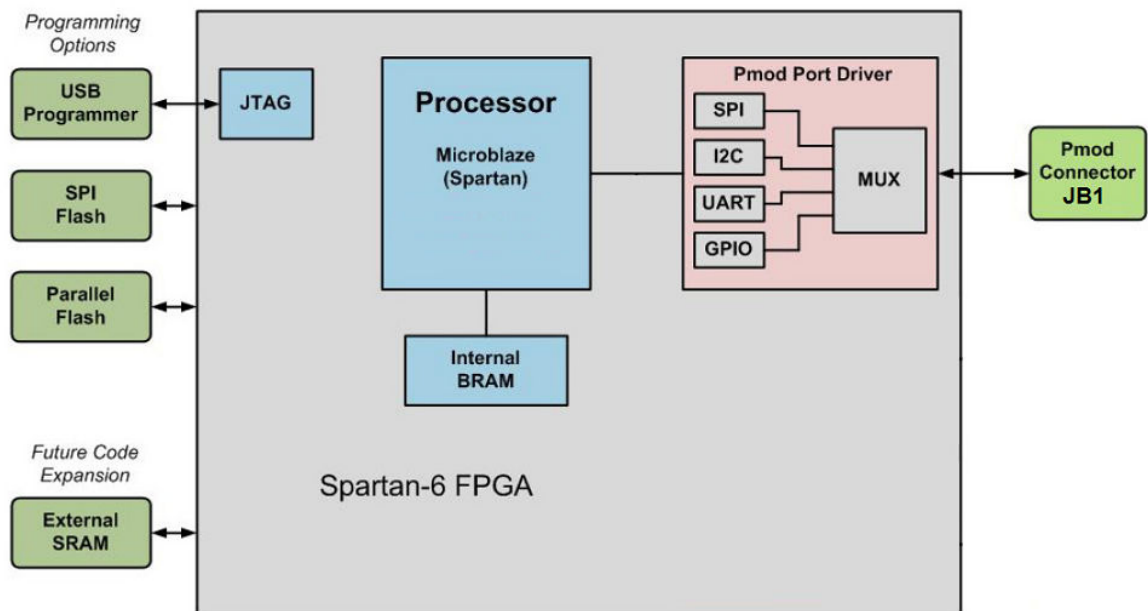 Programming
Options
USB
Programmer
SPI
Flash
Parallel
Flash
Future Code
Expansion
External
SRAM
JTAG
Processor
Microblaze
(Spartan)
Internal
BRAM
Spartan-6 FPGA
Pmod Port Driver
SPI
I2C
UART
GPIO
MUX
Pmod
Connector
JB1